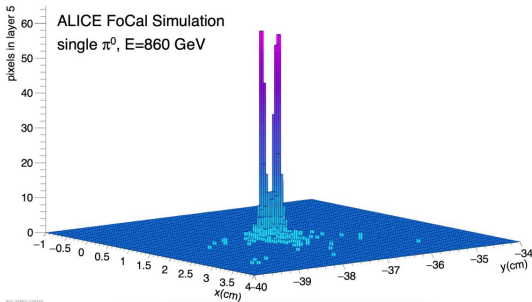 ALICE FoCal Simulation
single π⁰, E=860 GeV
pixels in layer 5
60
50
40
30
20
10
0
−1 −0.5 0 0.5 1 1.5 2 2.5 3 3.5 4
x(cm)
−40 −39 −38 −37 −36 −35 −34
y(cm)